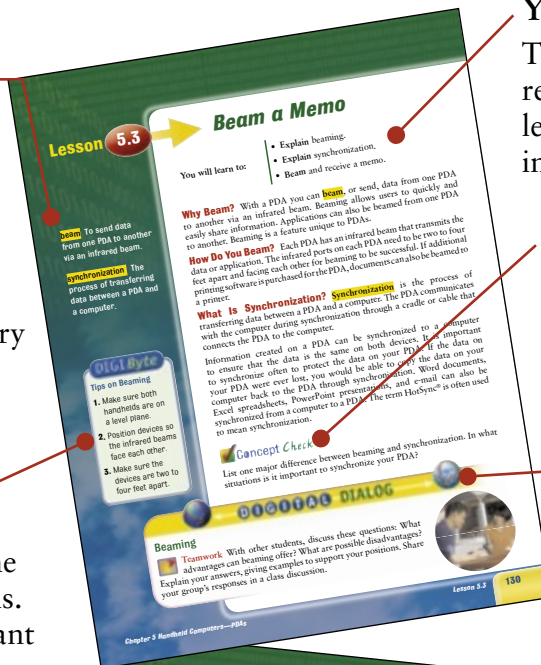 Y
T
re
le
in
ry
ne
s.
ant
Lesson 5.3
Beam a Memo
You will learn to:
• Explain beaming.
• Explain synchronization.
• Beam and receive a memo.
beam To send data
from one PDA to another
via an infrared beam.
synchronization The
process of transferring
data between a PDA and
a computer.
Why Beam? With a PDA you can beam, or send, data from one PDA
to another via an infrared beam. Beaming allows users to quickly and
easily share information. Applications can also be beamed from one PDA
to another. Beaming is a feature unique to PDAs.
How Do You Beam? Each PDA has an infrared beam that transmits the
data or application. The infrared ports on each PDA need to be two to four
feet apart and facing each other for beaming to be successful. If additional
printing software is purchased for the PDA, documents can also be beamed to
a printer.
What Is Synchronization? Synchronization is the process of
transferring data between a PDA and a computer. The PDA communicates
with the computer during synchronization through a cradle or cable that
connects the PDA to the computer.
Information created on a PDA can be synchronized to a computer
to ensure that the data is the same on both devices. It is important
to synchronize often to protect the data on your PDA. If the data on
your PDA were ever lost, you would be able to copy the data on your
computer back to the PDA through synchronization. Word documents,
Excel spreadsheets, PowerPoint presentations, and e-mail can also be
synchronized from a computer to a PDA. The term HotSync® is often used
to mean synchronization.
DIGIByte
Tips on Beaming
1. Make sure both
handhelds are on
a level plane.
2. Position devices so
the infrared beams
face each other.
3. Make sure the
devices are two to
four feet apart.
Concept Check
List one major difference between beaming and synchronization. In what
situations is it important to synchronize your PDA?
DIGITAL DIALOG
Beaming
Teamwork With other students, discuss these questions: What
advantages can beaming offer? What are possible disadvantages?
Explain your answers, giving examples to support your positions. Share
your group's responses in a class discussion.
Chapter 5 Handheld Computers—PDAs
Lesson 5.3 130